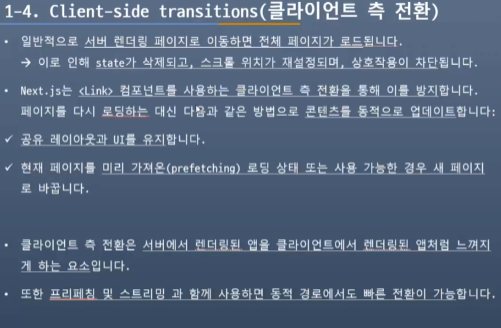 1-4. Client-side transitions(클라이언트 측 전환)
• 일반적으로 서버 렌더링 페이지로 이동하면 전체 페이지가 로드됩니다.
→ 이로 인해 state가 삭제되고, 스크롤 위치가 재설정되며, 상호작용이 차단됩니다.
• Next.js는 <Link> 컴포넌트를 사용하는 클라이언트 측 전환을 통해 이를 방지합니다.
페이지를 다시 로딩하는 대신 다음과 같은 방법으로 콘텐츠를 동적으로 업데이트합니다:
✓ 공유 레이아웃과 UI를 유지합니다.
✓ 현재 페이지를 미리 가져온(prefetching) 로딩 상태 또는 사용 가능한 경우 새 페이지
로 바꿉니다.
• 클라이언트 측 전환은 서버에서 렌더링된 앱을 클라이언트에서 렌더링된 앱처럼 느껴지
게 하는 요소입니다.
• 또한 프리페칭 및 스트리밍 과 함께 사용하면 동적 경로에서도 빠른 전환이 가능합니다.